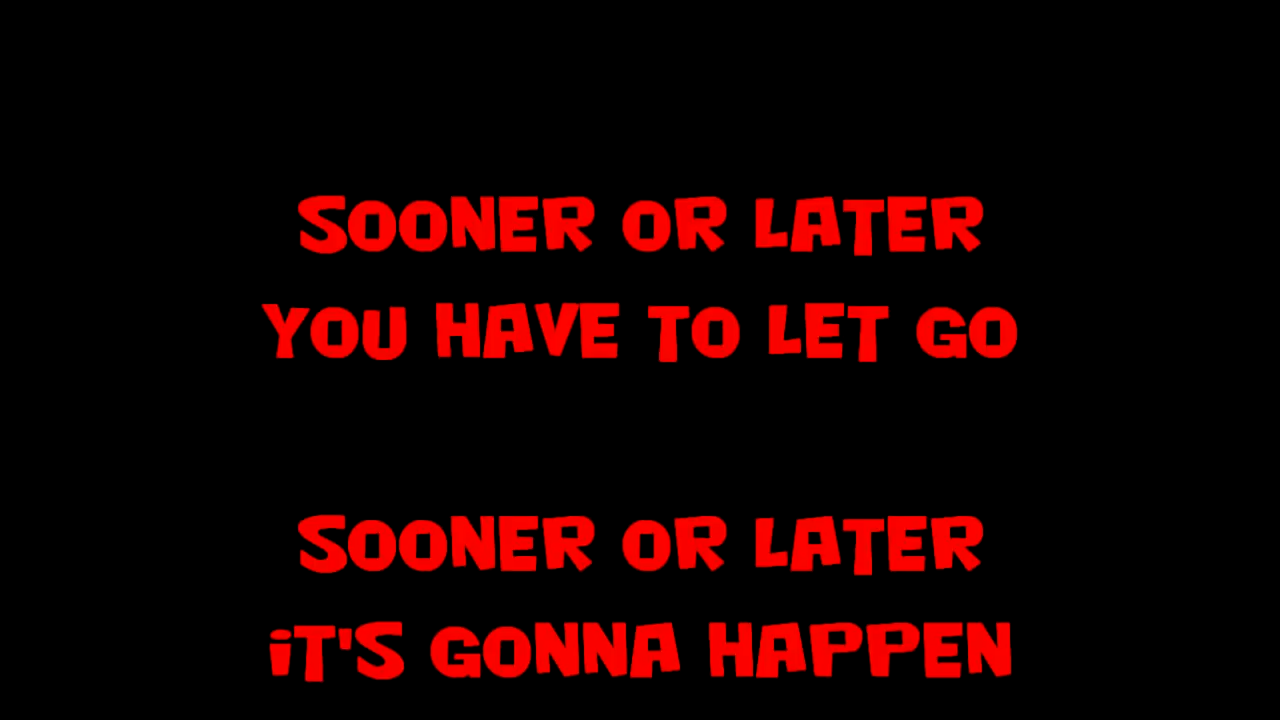 SOONER OR LATER
YOU HAVE TO LET GO
SOONER OR LATER
iT'S GONNA HAPPEN